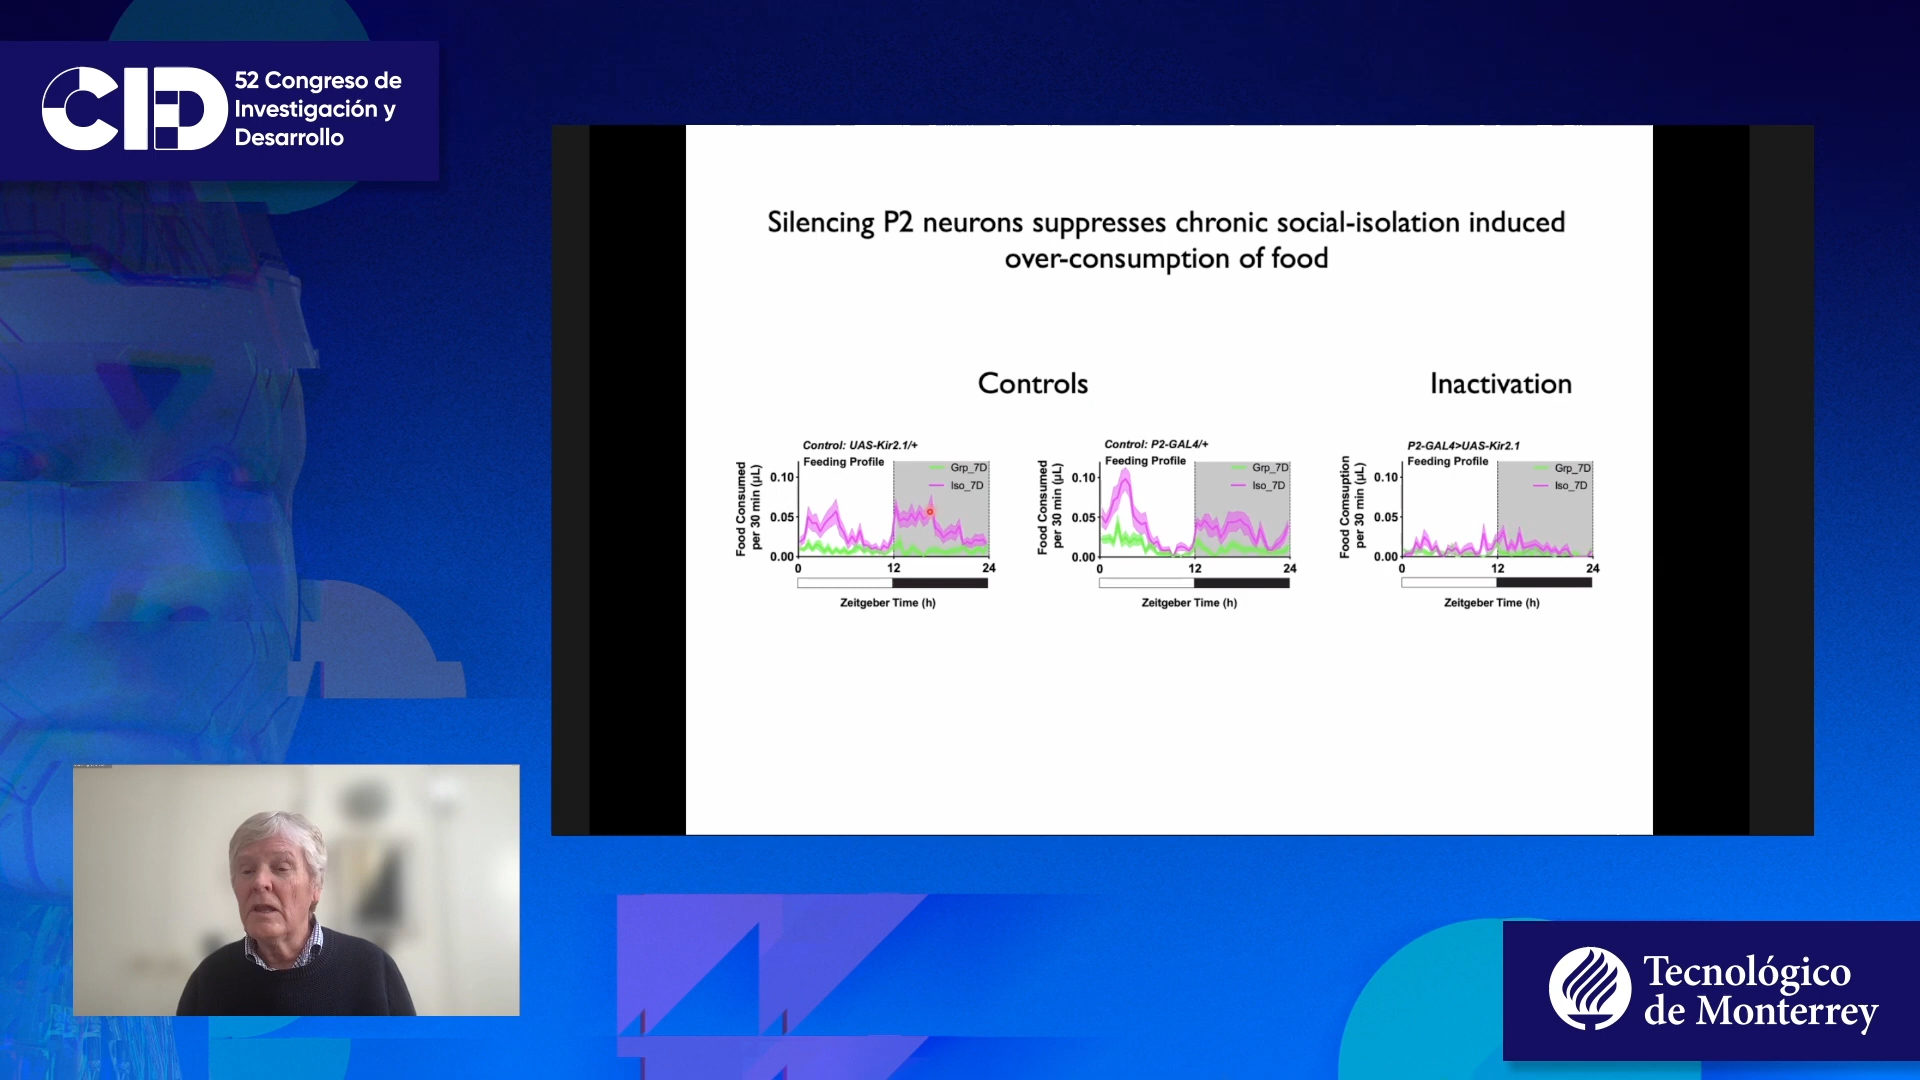 CID
52 Congreso de
Investigación y
Desarrollo
Silencing P2 neurons suppresses chronic social-isolation induced
over-consumption of food
Controls
Inactivation
Control: UAS-Kir2.1/+
Feeding Profile
Grp_7D
Iso_7D
Food Consumed
per 30 min (µL)
0.10
0.05
0.00
0 12 24
Zeitgeber Time (h)
Control: P2-GAL4/+
Feeding Profile
Grp_7D
Iso_7D
Food Consumed
per 30 min (µL)
0.10
0.05
0.00
0 12 24
Zeitgeber Time (h)
P2-GAL4>UAS-Kir2.1
Feeding Profile
Grp_7D
Iso_7D
Food Consuption
per 30 min (µL)
0.10
0.05
0.00
0 12 24
Zeitgeber Time (h)
Tecnológico
de Monterrey